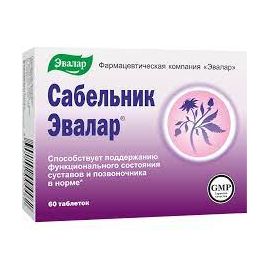 Эвалар
Фармацевтическая компания «Эвалар»
Сабельник
Эвалар®
Способствует поддержанию
функционального состояния
суставов и позвоночника
в норме*
60 таблеток
GMP